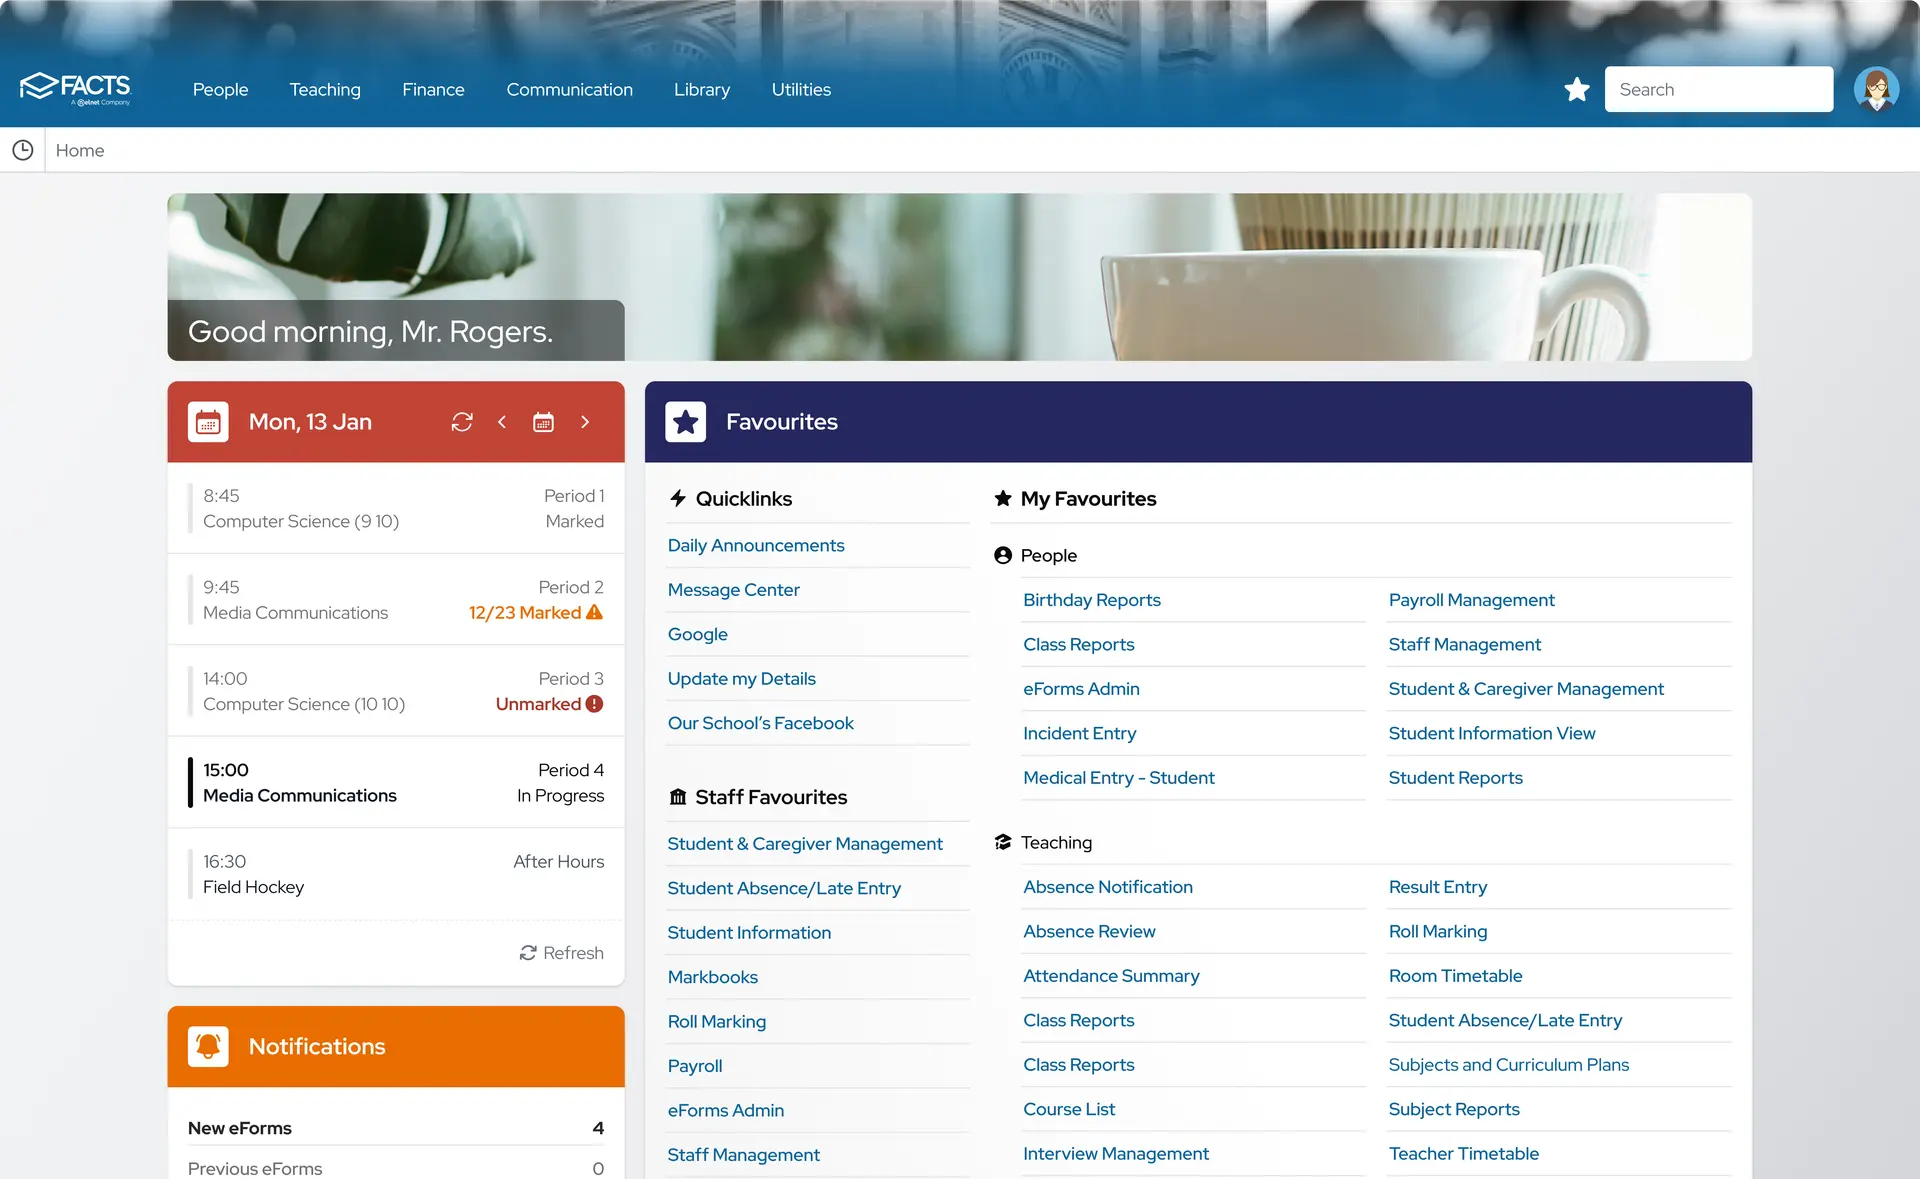 FACTS
A Nelnet Company
People
Teaching
Finance
Communication
Library
Utilities
Search
Home
Good morning, Mr. Rogers.
Mon, 13 Jan
8:45 Period 1
Computer Science (9 10) Marked
9:45 Period 2
Media Communications 12/23 Marked
14:00 Period 3
Computer Science (10 10) Unmarked
15:00 Period 4
Media Communications In Progress
16:30 After Hours
Field Hockey
Refresh
Notifications
New eForms 4
Previous eForms 0
Favourites
Quicklinks
Daily Announcements
Message Center
Google
Update my Details
Our School's Facebook
Staff Favourites
Student & Caregiver Management
Student Absence/Late Entry
Student Information
Markbooks
Roll Marking
Payroll
eForms Admin
Staff Management
My Favourites
People
Birthday Reports
Class Reports
eForms Admin
Incident Entry
Medical Entry - Student
Payroll Management
Staff Management
Student & Caregiver Management
Student Information View
Student Reports
Teaching
Absence Notification
Absence Review
Attendance Summary
Class Reports
Class Reports
Course List
Interview Management
Result Entry
Roll Marking
Room Timetable
Student Absence/Late Entry
Subjects and Curriculum Plans
Subject Reports
Teacher Timetable